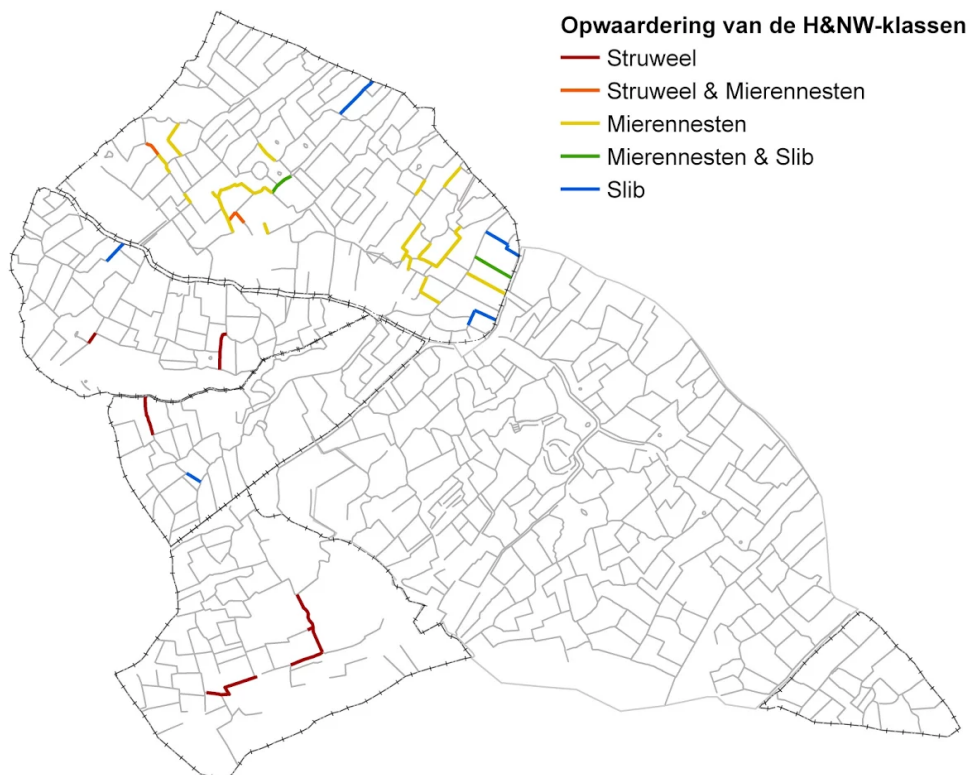 Opwaardering van de H&NW-klassen
Struweel
Struweel & Mierennesten
Mierennesten
Mierennesten & Slib
Slib